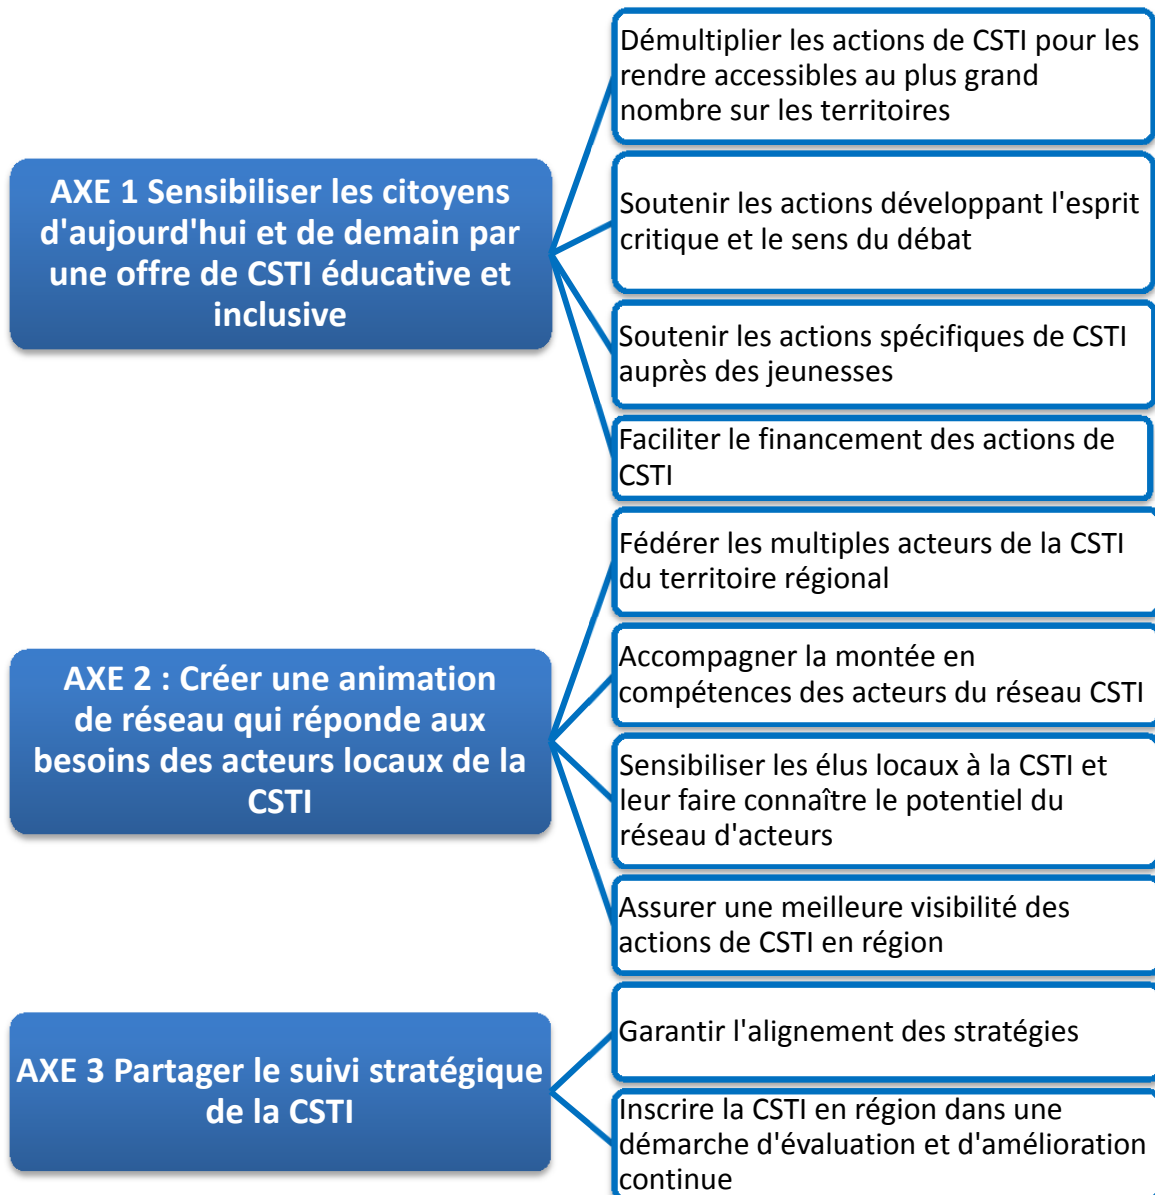 AXE 1 Sensibiliser les citoyens
d'aujourd'hui et de demain par
une offre de CSTI éducative et
inclusive
Démultiplier les actions de CSTI pour les
rendre accessibles au plus grand
nombre sur les territoires
Soutenir les actions développant l'esprit
critique et le sens du débat
Soutenir les actions spécifiques de CSTI
auprès des jeunesses
Faciliter le financement des actions de
CSTI
AXE 2 : Créer une animation
de réseau qui réponde aux
besoins des acteurs locaux de la
CSTI
Fédérer les multiples acteurs de la CSTI
du territoire régional
Accompagner la montée en
compétences des acteurs du réseau CSTI
Sensibiliser les élus locaux à la CSTI et
leur faire connaître le potentiel du
réseau d'acteurs
Assurer une meilleure visibilité des
actions de CSTI en région
AXE 3 Partager le suivi stratégique
de la CSTI
Garantir l'alignement des stratégies
Inscrire la CSTI en région dans une
démarche d'évaluation et d'amélioration
continue